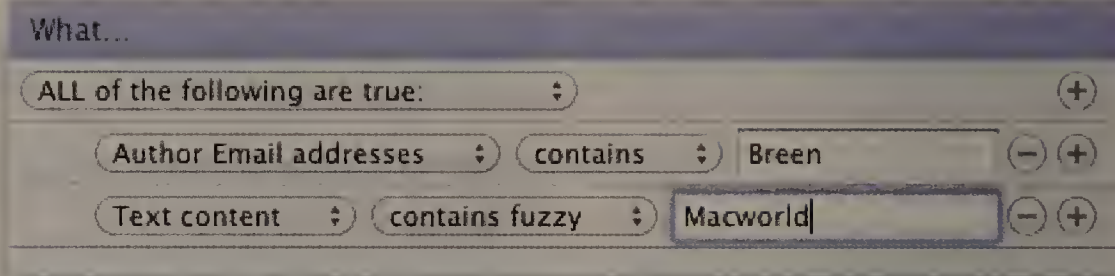 What...
ALL of the following are true:
Author Email addresses contains Breen
Text content contains fuzzy Macworld